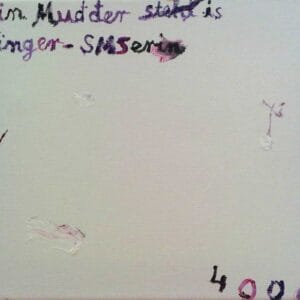 in Mudder steht is
inger-SMSerin
400